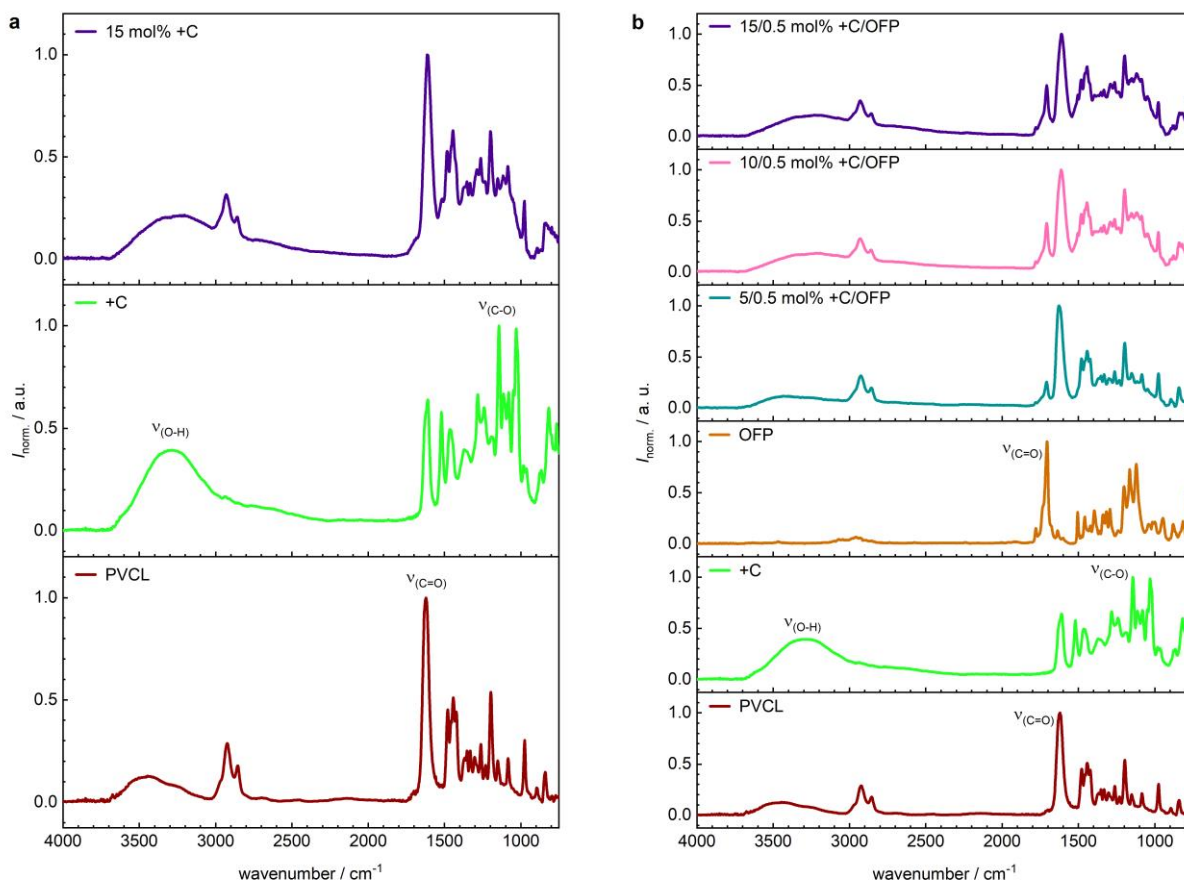 a
15 mol% +C
1.0
0.5
0.0
+C
ν(C-O)
1.0
ν(O-H)
0.5
0.0
PVCL
ν(C=O)
1.0
0.5
0.0
4000 3000 2500 2000 1500 1000
wavenumber / cm⁻¹
I norm. / a.u.
b
15/0.5 mol% +C/OFP
1.0
0.5
0.0
10/0.5 mol% +C/OFP
1.0
0.5
0.0
5/0.5 mol% +C/OFP
1.0
0.5
0.0
OFP
ν(C=O)
1.0
0.5
0.0
+C
ν(C-O)
1.0
ν(O-H)
0.5
0.0
PVCL
ν(C=O)
1.0
0.5
0.0
4000 3000 2500 2000 1500 1000
wavenumber / cm⁻¹
I norm. / a. u.